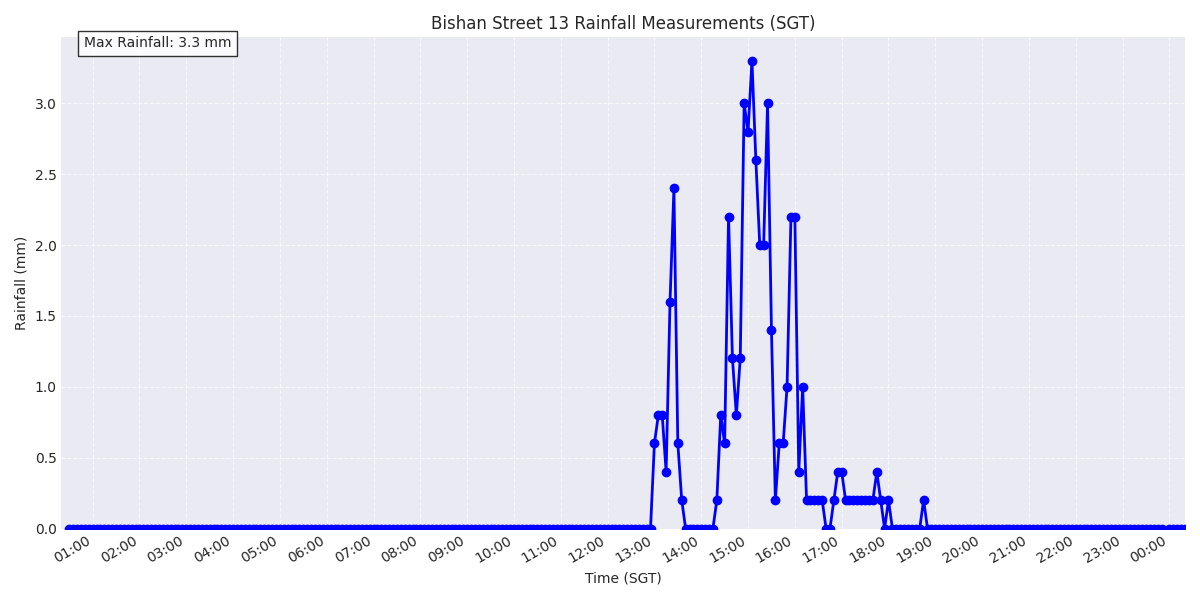 Bishan Street 13 Rainfall Measurements (SGT)
Max Rainfall: 3.3 mm
Rainfall (mm)
3.0
2.5
2.0
1.5
1.0
0.5
0.0
01:00 02:00 03:00 04:00 05:00 06:00 07:00 08:00 09:00 10:00 11:00 12:00 13:00 14:00 15:00 16:00 17:00 18:00 19:00 20:00 21:00 22:00 23:00 00:00
Time (SGT)